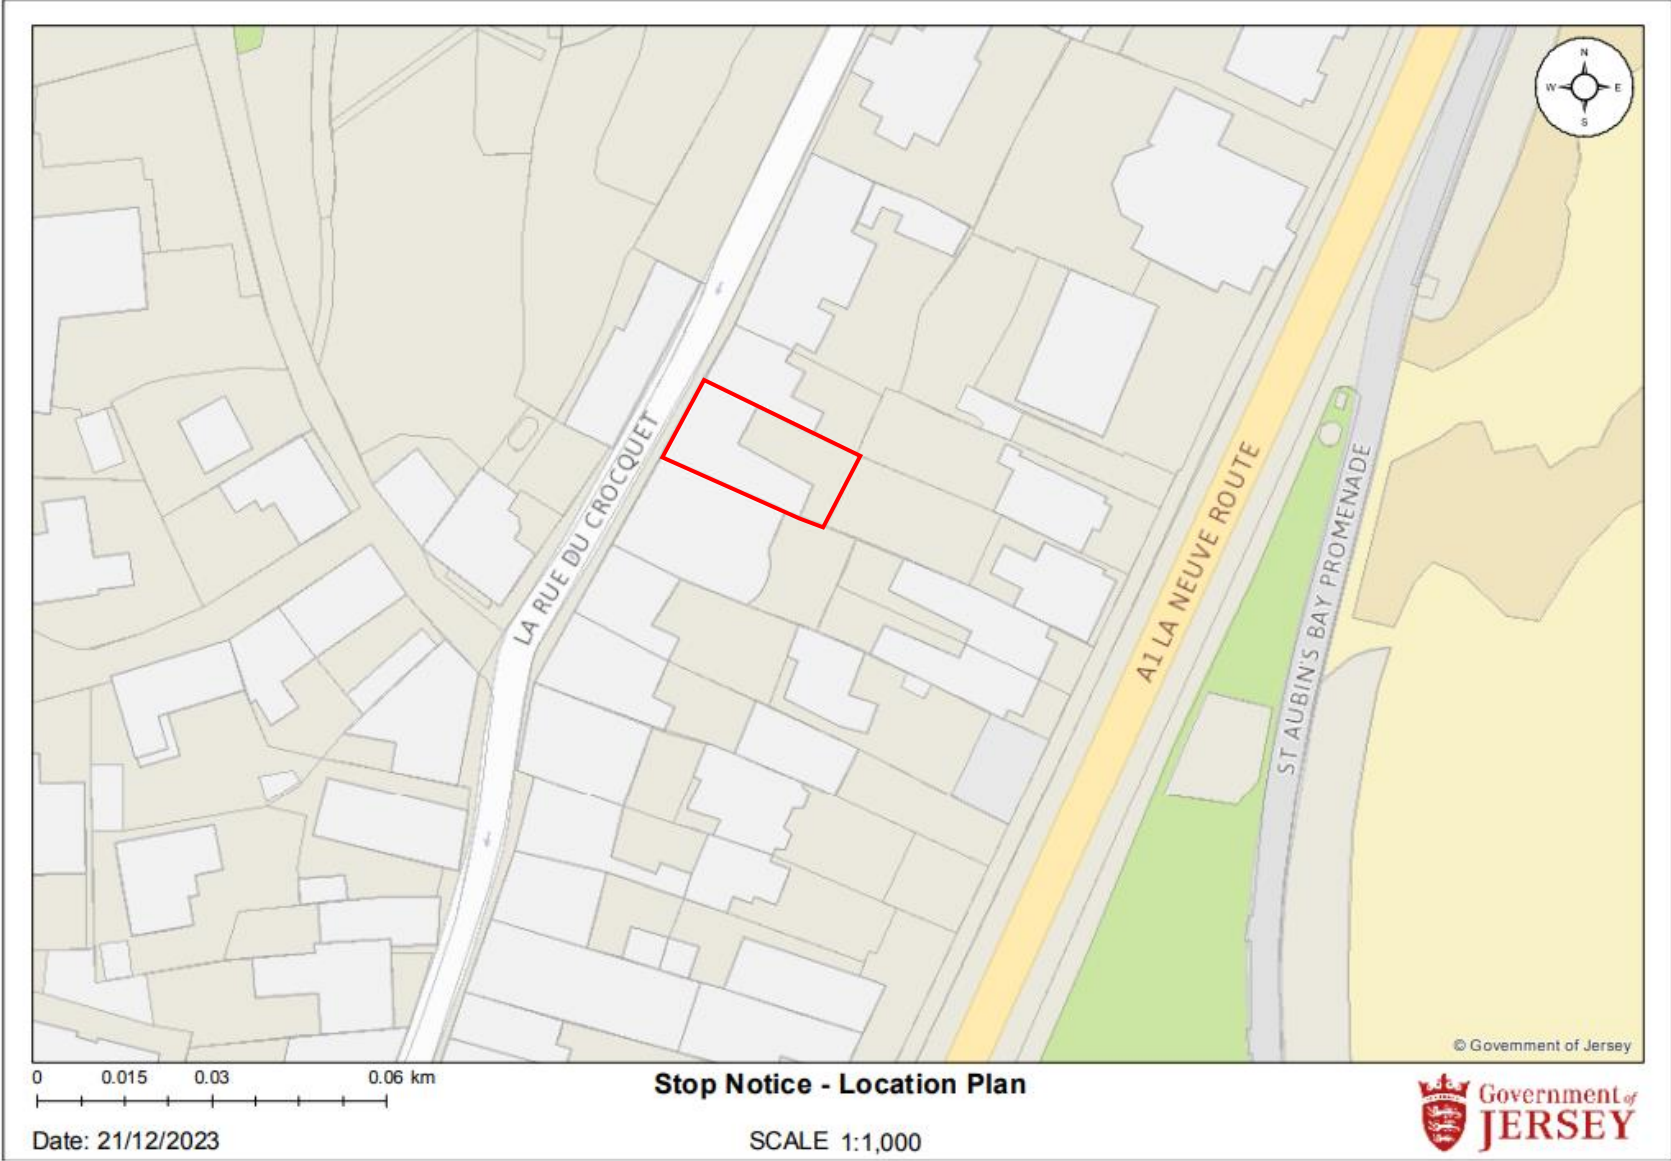 N
W E
S
LA RUE DU CROCQUET
A1 LA NEUVE ROUTE
ST AUBIN'S BAY PROMENADE
© Government of Jersey
0 0.015 0.03 0.06 km
Stop Notice - Location Plan
Date: 21/12/2023
SCALE 1:1,000
Government of
JERSEY